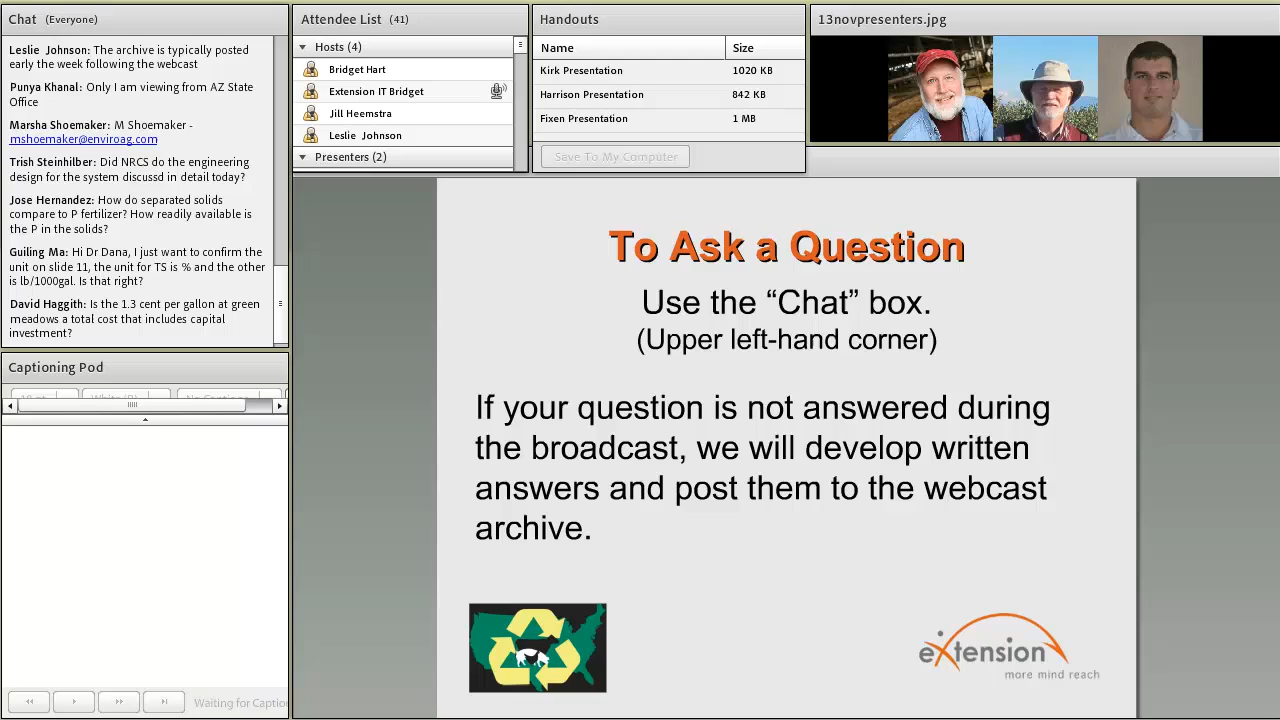 Chat (Everyone)
Leslie Johnson: The archive is typically posted
early the week following the webcast
Punya Khanal: Only I am viewing from AZ State
Office
Marsha Shoemaker: M Shoemaker -
mshoemaker@enviroag.com
Trish Steinhilber: Did NRCS do the engineering
design for the system discussd in detail today?
Jose Hernandez: How do separated solids
compare to P fertilizer? How readily available is
the P in the solids?
Guiling Ma: Hi Dr Dana, I just want to confirm the
unit on slide 11, the unit for TS is % and the other
is lb/1000gal. Is that right?
David Haggith: Is the 1.3 cent per gallon at green
meadows a total cost that includes capital
investment?
Captioning Pod
Waiting for Captio
Attendee List (41)
Hosts (4)
Bridget Hart
Extension IT Bridget
Jill Heemstra
Leslie Johnson
Presenters (2)
Handouts
Name Size
Kirk Presentation 1020 KB
Harrison Presentation 842 KB
Fixen Presentation 1 MB
Save To My Computer
13novpresenters.jpg
To Ask a Question
Use the “Chat” box.
(Upper left-hand corner)
If your question is not answered during
the broadcast, we will develop written
answers and post them to the webcast
archive.
eXtension
more mind reach